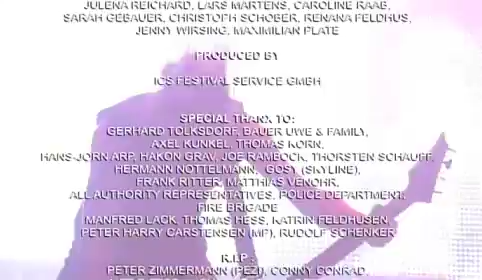 JULENA REICHARD, LARS MARTENS, CAROLINE RAAB,
SARAH GEBAUER, CHRISTOPH SCHOBER, RENANA FELDHUS,
JENNY WIRSING, MAXIMILIAN PLATE
PRODUCED BY
ICS FESTIVAL SERVICE GMBH
SPECIAL THANX TO:
GERHARD TOLKSDORF, BAUER UWE & FAMILY,
AXEL KUNKEL, THOMAS KORN,
HANS-JORN ARP, HAKON GRAV, JOE RAMBOCK, THORSTEN SCHAUFF,
HERMANN NOTTELMANN, GOSY (SKYLINE),
FRANK RITTER, MATTHIAS VENOHR,
ALL AUTHORITY REPRESENTATIVES, POLICE DEPARTMENT,
FIRE BRIGADE
MANFRED LACK, THOMAS HESS, KATRIN FELDHUSEN
PETER HARRY CARSTENSEN (MP), RUDOLF SCHENKER
R.I.P :
PETER ZIMMERMANN (PEZI), CONNY CONRAD,